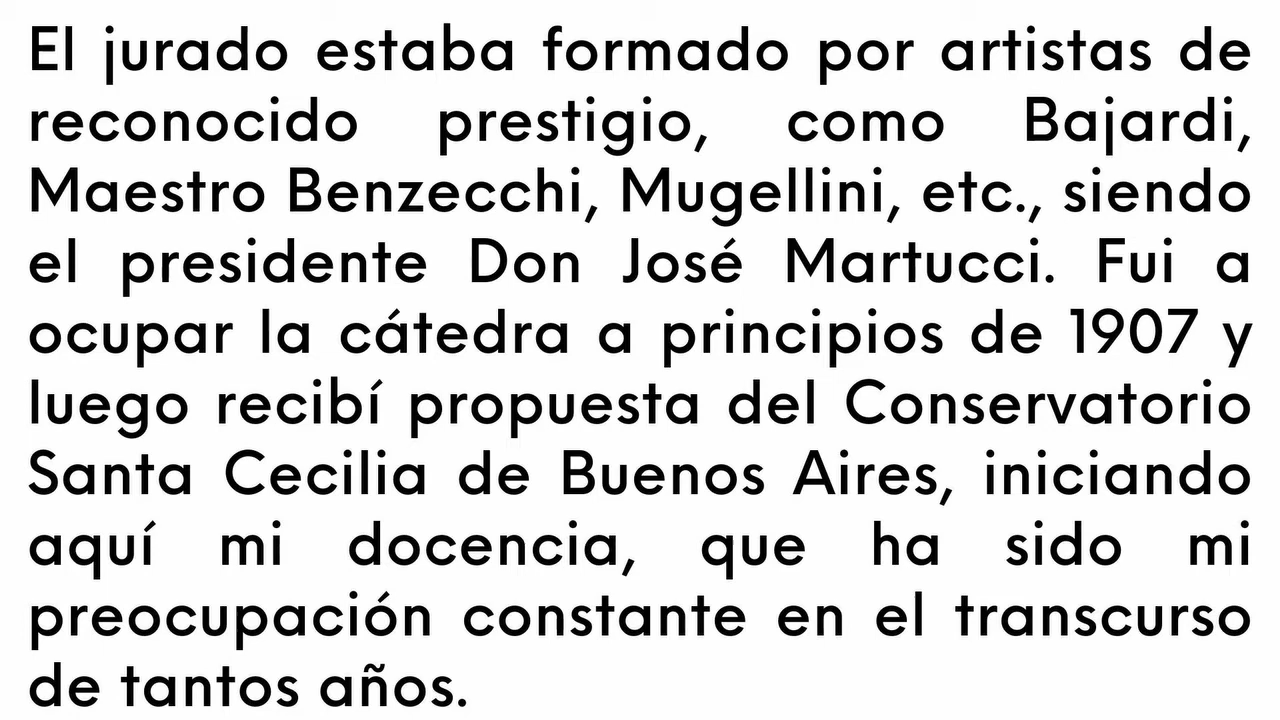 El jurado estaba formado por artistas de
reconocido prestigio, como Bajardi,
Maestro Benzecchi, Mugellini, etc., siendo
el presidente Don José Martucci. Fui a
ocupar la cátedra a principios de 1907 y
luego recibí propuesta del Conservatorio
Santa Cecilia de Buenos Aires, iniciando
aquí mi docencia, que ha sido mi
preocupación constante en el transcurso
de tantos años.